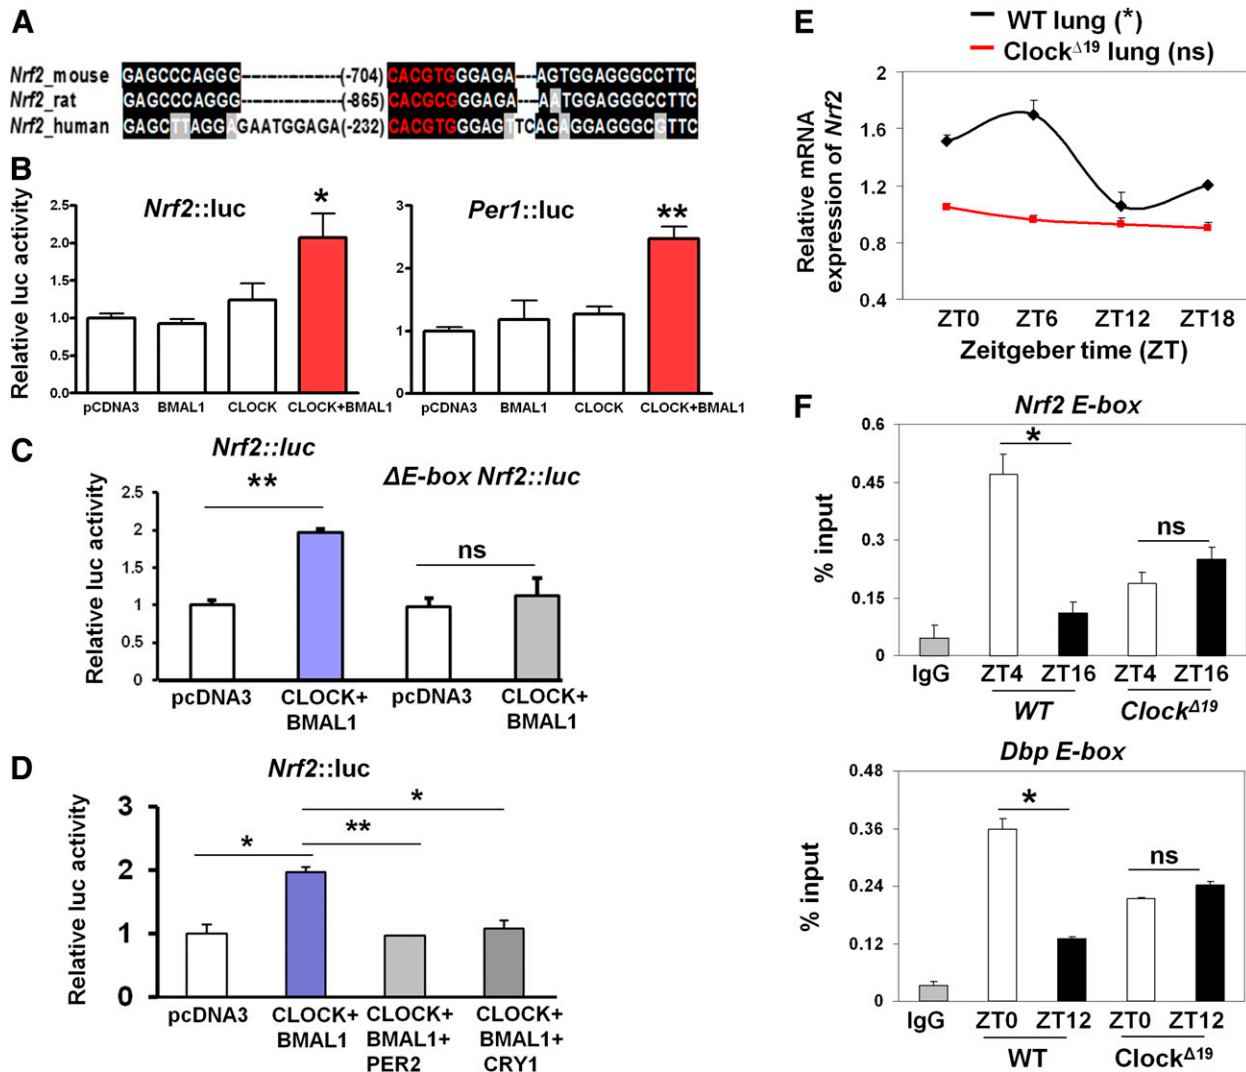 A
Nrf2_mouse GAGCCCAGGG---------------(-704) CACGTGGGAGA---AGTGGAGGGCCTTC
Nrf2_rat GAGCCCAGGG---------------(-865) CACGCGGGAGA---AATGGAGGGCCTTC
Nrf2_human GAGCTTAGGAGAATGGAGA(-232) CACGTGGGAGTTCAGAGGAGGGCGTTC
B
Relative luc activity
Nrf2::luc
2.5
2.0
1.5
1.0
0.5
0.0
*
pCDNA3 BMAL1 CLOCK CLOCK+BMAL1
Per1::luc
3
2
1
0
**
pCDNA3 BMAL1 CLOCK CLOCK+BMAL1
C
Relative luc activity
Nrf2::luc
ΔE-box Nrf2::luc
2.5
2
1.5
1
0.5
0
**
ns
pcDNA3 CLOCK+ pcDNA3 CLOCK+
BMAL1 BMAL1
D
Relative luc activity
Nrf2::luc
3
2
1
0
*
**
*
pcDNA3 CLOCK+ CLOCK+ CLOCK+
BMAL1 BMAL1+ BMAL1+
PER2 CRY1
E
WT lung (*)
ClockΔ19 lung (ns)
Relative mRNA
expression of Nrf2
2
1.6
1.2
0.8
0.4
ZT0 ZT6 ZT12 ZT18
Zeitgeber time (ZT)
F
Nrf2 E-box
% input
0.6
0.45
0.3
0.15
0
*
ns
IgG ZT4 ZT16 ZT4 ZT16
WT ClockΔ19
Dbp E-box
% input
0.48
0.36
0.24
0.12
0
*
ns
IgG ZT0 ZT12 ZT0 ZT12
WT ClockΔ19